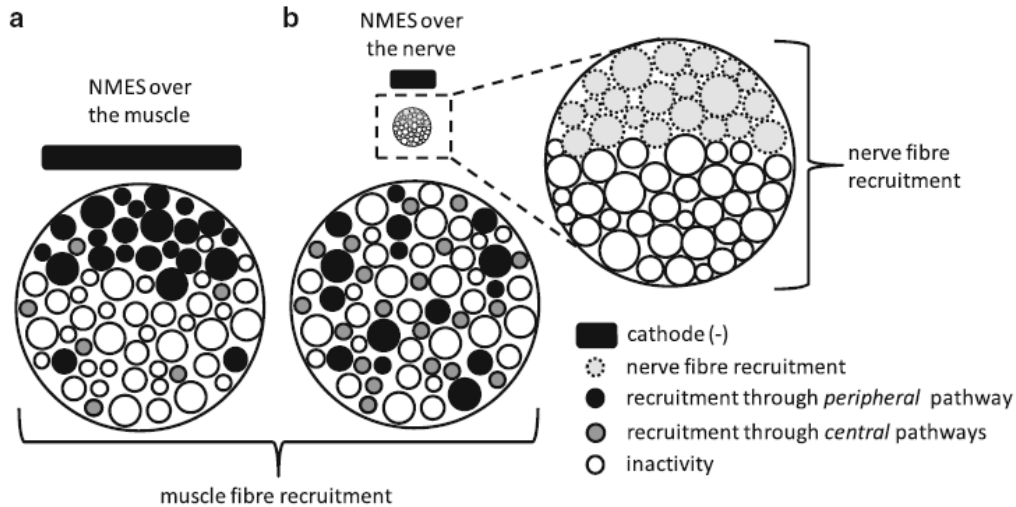 a
NMES over
the muscle
b
NMES over
the nerve
nerve fibre
recruitment
cathode (-)
nerve fibre recruitment
recruitment through peripheral pathway
recruitment through central pathways
inactivity
muscle fibre recruitment